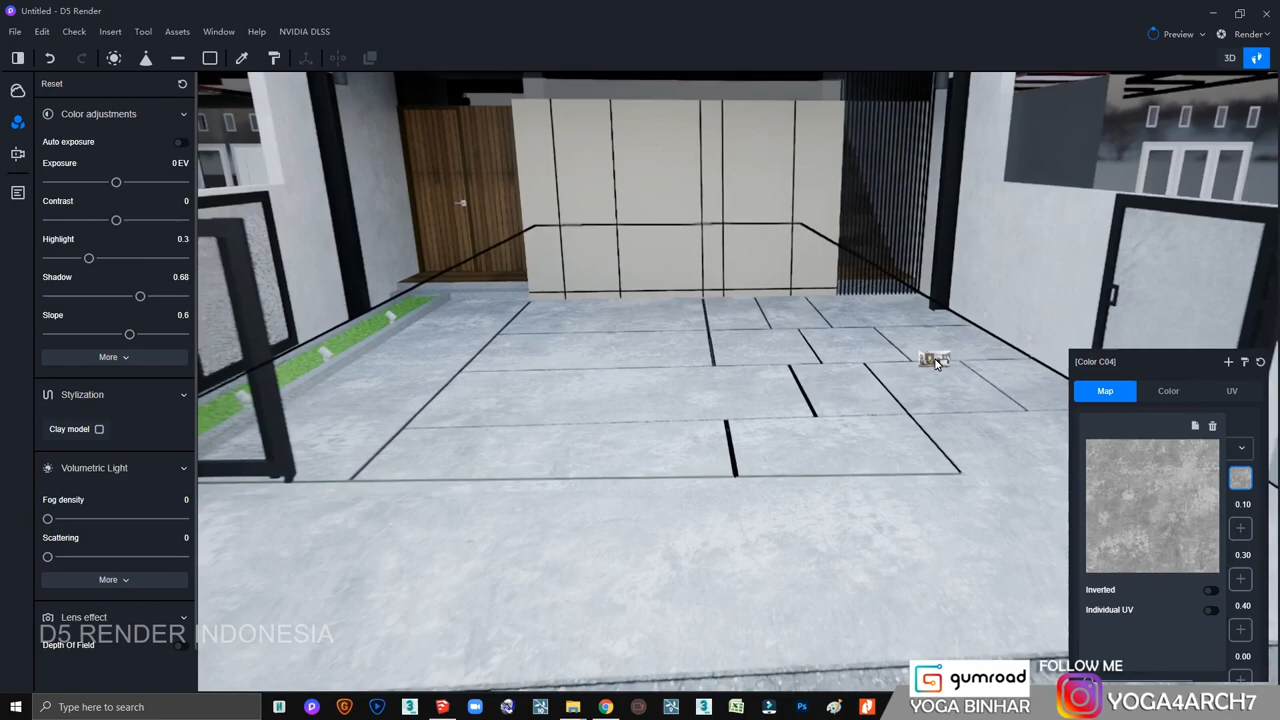 Untitled - D5 Render
File Edit Check Insert Tool Assets Window Help NVIDIA DLSS
Preview Render
3D
Reset
Color adjustments
Auto exposure
Exposure 0 EV
Contrast 0
Highlight 0.3
Shadow 0.68
Slope 0.6
More
Stylization
Clay model
Volumetric Light
Fog density 0
Scattering 0
More
Lens effect
Depth Of Field
D5 RENDER INDONESIA
[Color C04]
Map Color UV
0.10
0.30
0.40
0.00
Inverted
Individual UV
gumroad
YOGA BINHAR
FOLLOW ME
YOGA4ARCH7
Type here to search